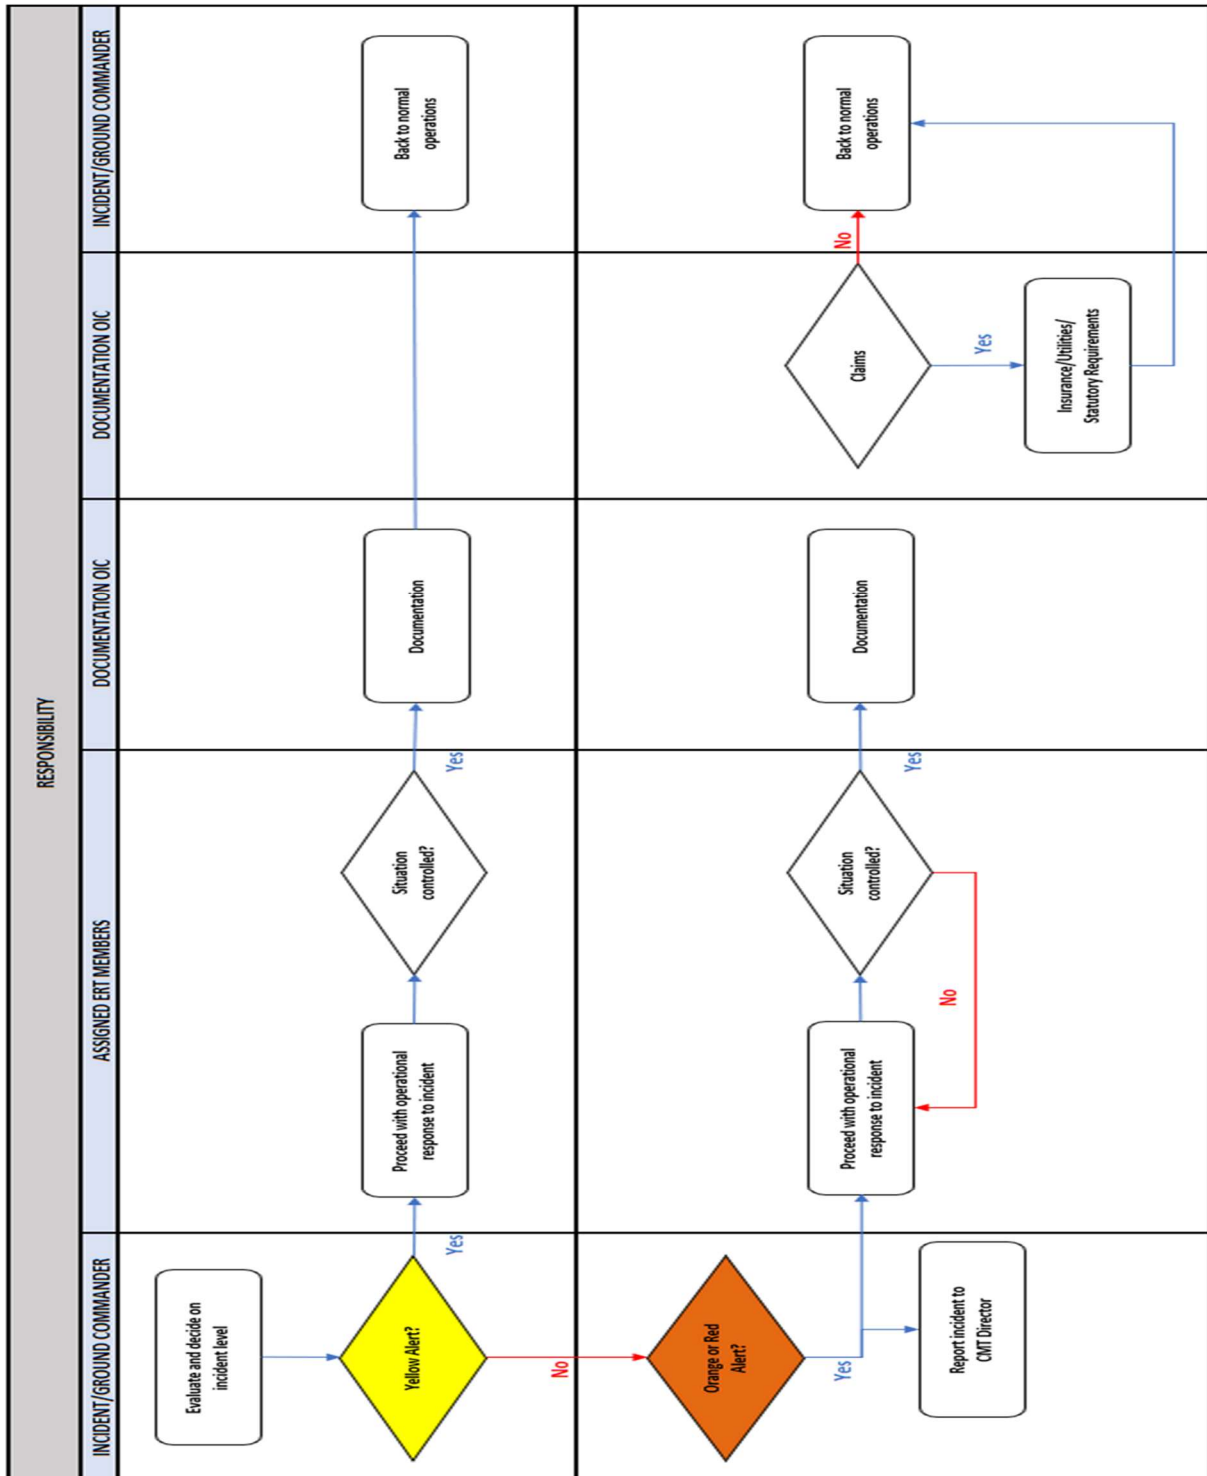 RESPONSIBILITY
INCIDENT/GROUND COMMANDER
ASSIGNED ERT MEMBERS
DOCUMENTATION OIC
DOCUMENTATION OIC
INCIDENT/GROUND COMMANDER
Evaluate and decide on
incident level
Yellow Alert?
Yes
Proceed with operational
response to incident
Situation
controlled?
Yes
Documentation
Back to normal
operations
No
Orange or Red
Alert?
Yes
Report incident to
CMT Director
Proceed with operational
response to incident
Situation
controlled?
No
Yes
Documentation
Claims
No
Yes
Insurance/Utilities/
Statutory Requirements
Back to normal
operations